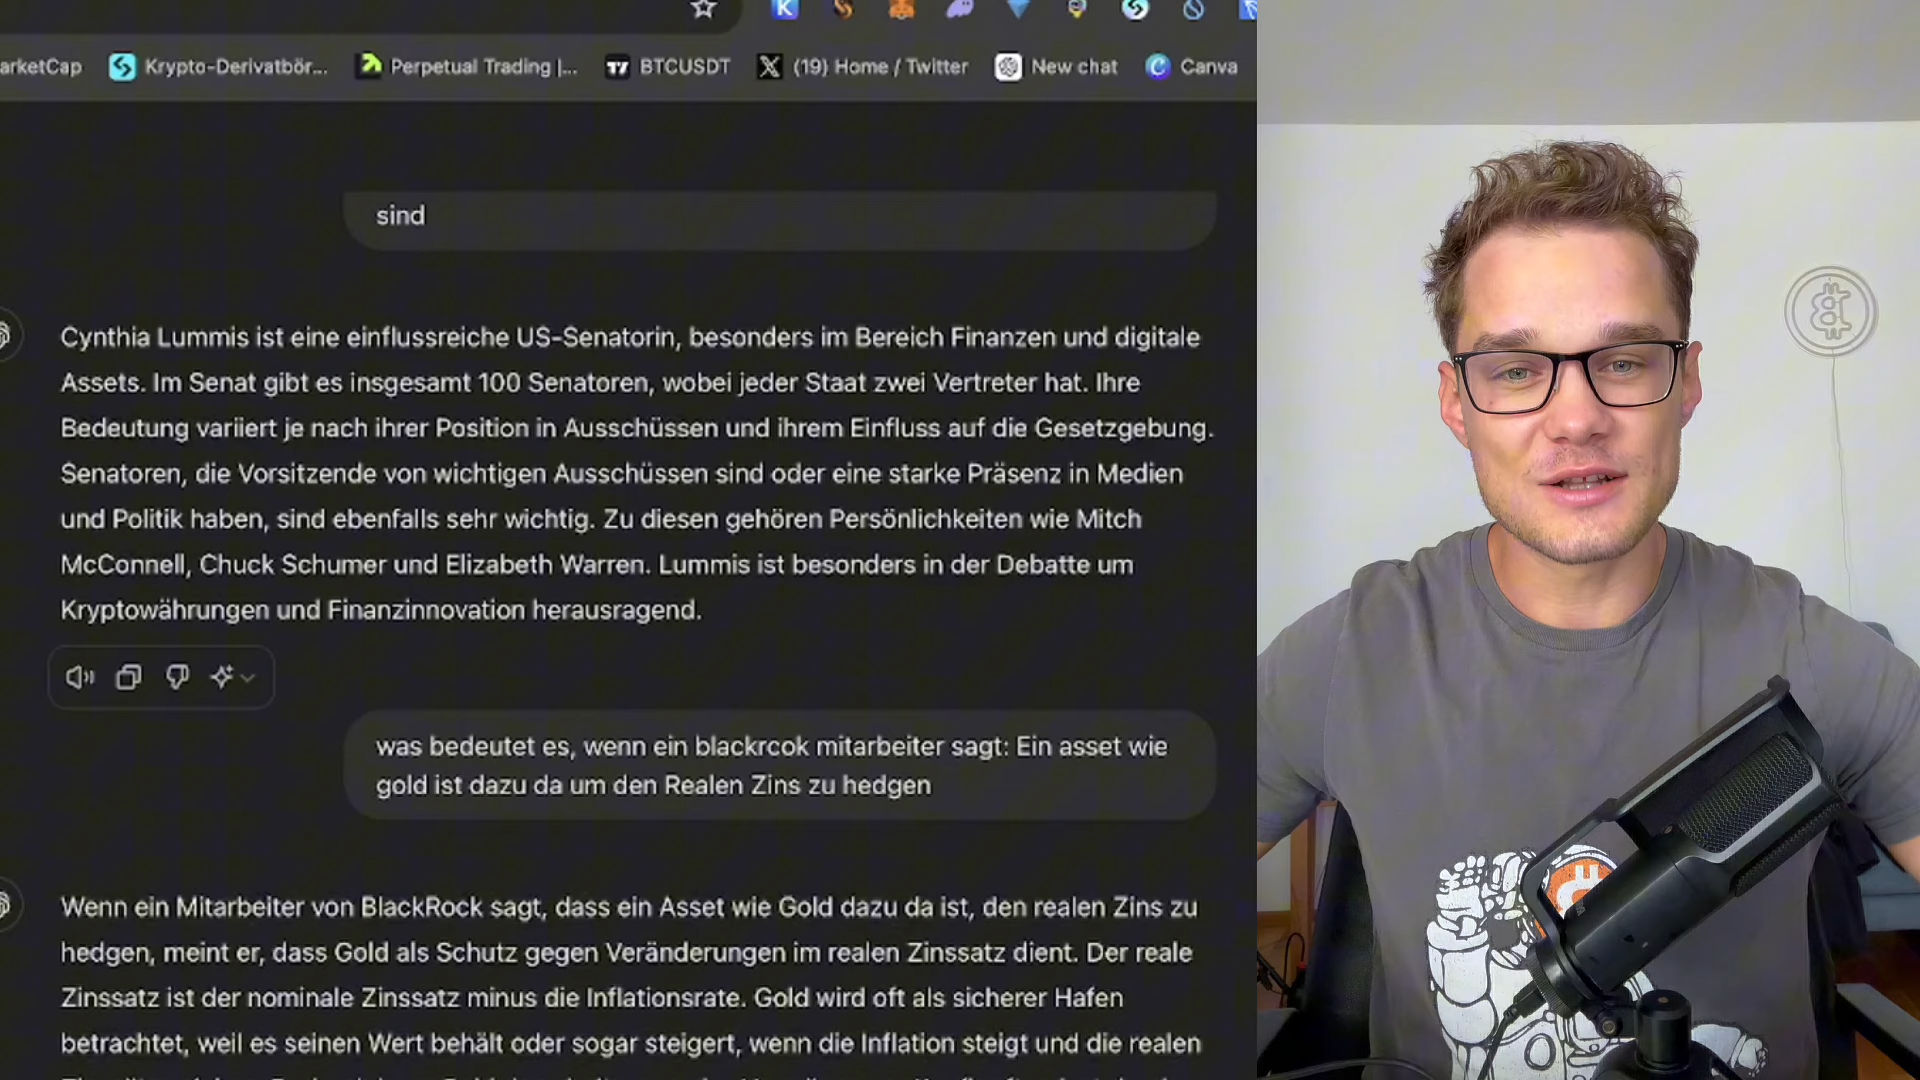 arketCap Krypto-Derivatbör... Perpetual Trading |... BTCUSDT (19) Home / Twitter New chat Canva
sind
Cynthia Lummis ist eine einflussreiche US-Senatorin, besonders im Bereich Finanzen und digitale
Assets. Im Senat gibt es insgesamt 100 Senatoren, wobei jeder Staat zwei Vertreter hat. Ihre
Bedeutung variiert je nach ihrer Position in Ausschüssen und ihrem Einfluss auf die Gesetzgebung.
Senatoren, die Vorsitzende von wichtigen Ausschüssen sind oder eine starke Präsenz in Medien
und Politik haben, sind ebenfalls sehr wichtig. Zu diesen gehören Persönlichkeiten wie Mitch
McConnell, Chuck Schumer und Elizabeth Warren. Lummis ist besonders in der Debatte um
Kryptowährungen und Finanzinnovation herausragend.
was bedeutet es, wenn ein blackrcok mitarbeiter sagt: Ein asset wie
gold ist dazu da um den Realen Zins zu hedgen
Wenn ein Mitarbeiter von BlackRock sagt, dass ein Asset wie Gold dazu da ist, den realen Zins zu
hedgen, meint er, dass Gold als Schutz gegen Veränderungen im realen Zinssatz dient. Der reale
Zinssatz ist der nominale Zinssatz minus die Inflationsrate. Gold wird oft als sicherer Hafen
betrachtet, weil es seinen Wert behält oder sogar steigert, wenn die Inflation steigt und die realen